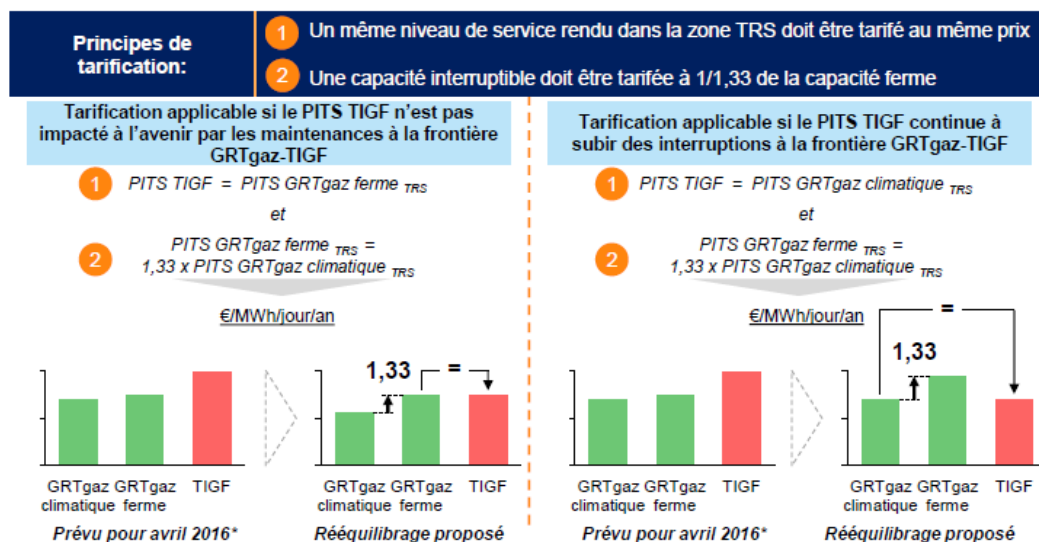 Principes de
tarification:
1 Un même niveau de service rendu dans la zone TRS doit être tarifé au même prix
2 Une capacité interruptible doit être tarifée à 1/1,33 de la capacité ferme
Tarification applicable si le PITS TIGF n'est pas
impacté à l'avenir par les maintenances à la frontière
GRTgaz-TIGF
1 PITS TIGF = PITS GRTgaz ferme TRS
et
2 PITS GRTgaz ferme TRS =
1,33 x PITS GRTgaz climatique TRS
€/MWh/jour/an
1,33 =
GRTgaz climatique
GRTgaz ferme
TIGF
GRTgaz climatique
GRTgaz ferme
TIGF
Prévu pour avril 2016*
Rééquilibrage proposé
Tarification applicable si le PITS TIGF continue à
subir des interruptions à la frontière GRTgaz-TIGF
1 PITS TIGF = PITS GRTgaz climatique TRS
et
2 PITS GRTgaz ferme TRS =
1,33 x PITS GRTgaz climatique TRS
€/MWh/jour/an
=
1,33
GRTgaz climatique
GRTgaz ferme
TIGF
GRTgaz climatique
GRTgaz ferme
TIGF
Prévu pour avril 2016*
Rééquilibrage proposé